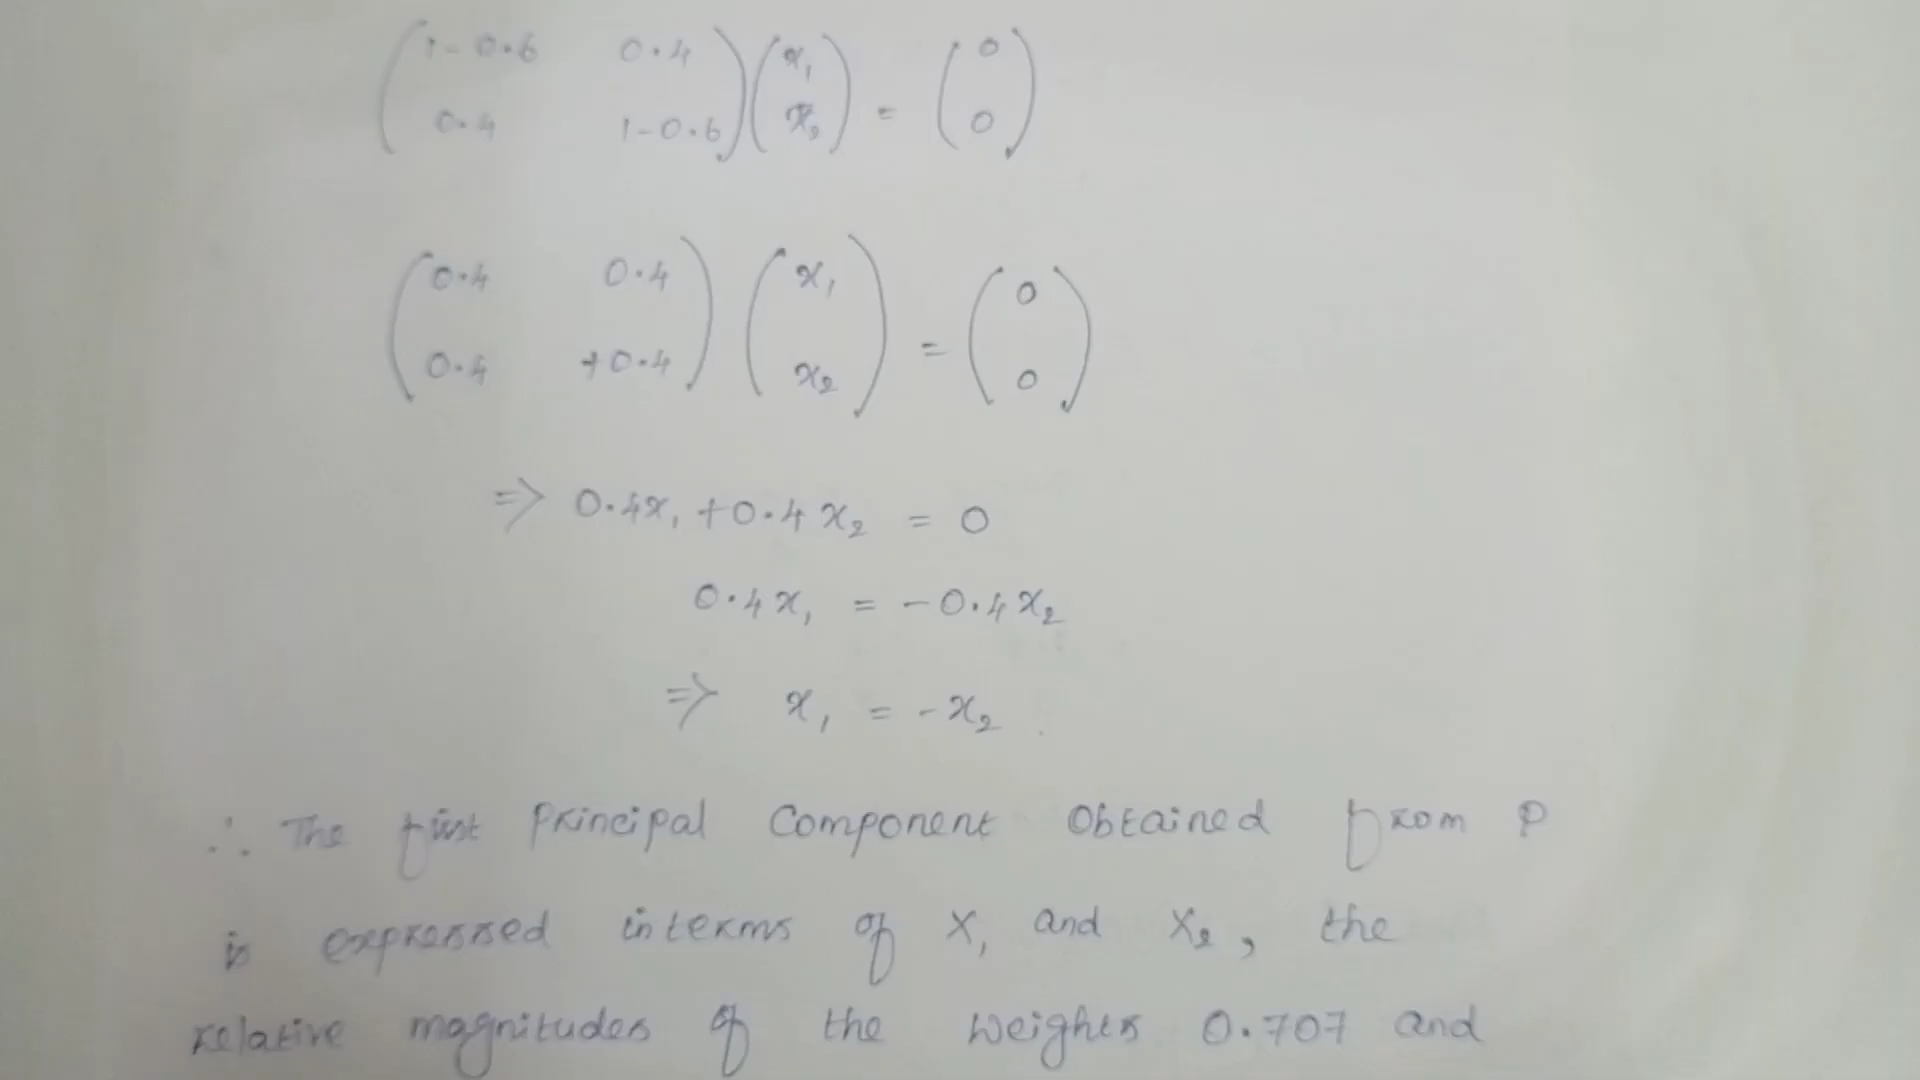 (1-0.6 0.4 0.4 1-0.6) (x₁ x₂) = (0 0)
(0.4 0.4 0.4 +0.4) (x₁ x₂) = (0 0)
⇒ 0.4x₁ + 0.4x₂ = 0
0.4x₁ = -0.4x₂
⇒ x₁ = -x₂
∴ The first Principal Component Obtained from P
is expressed in terms of X₁ and X₂, the
relative magnitudes of the weights 0.707 and